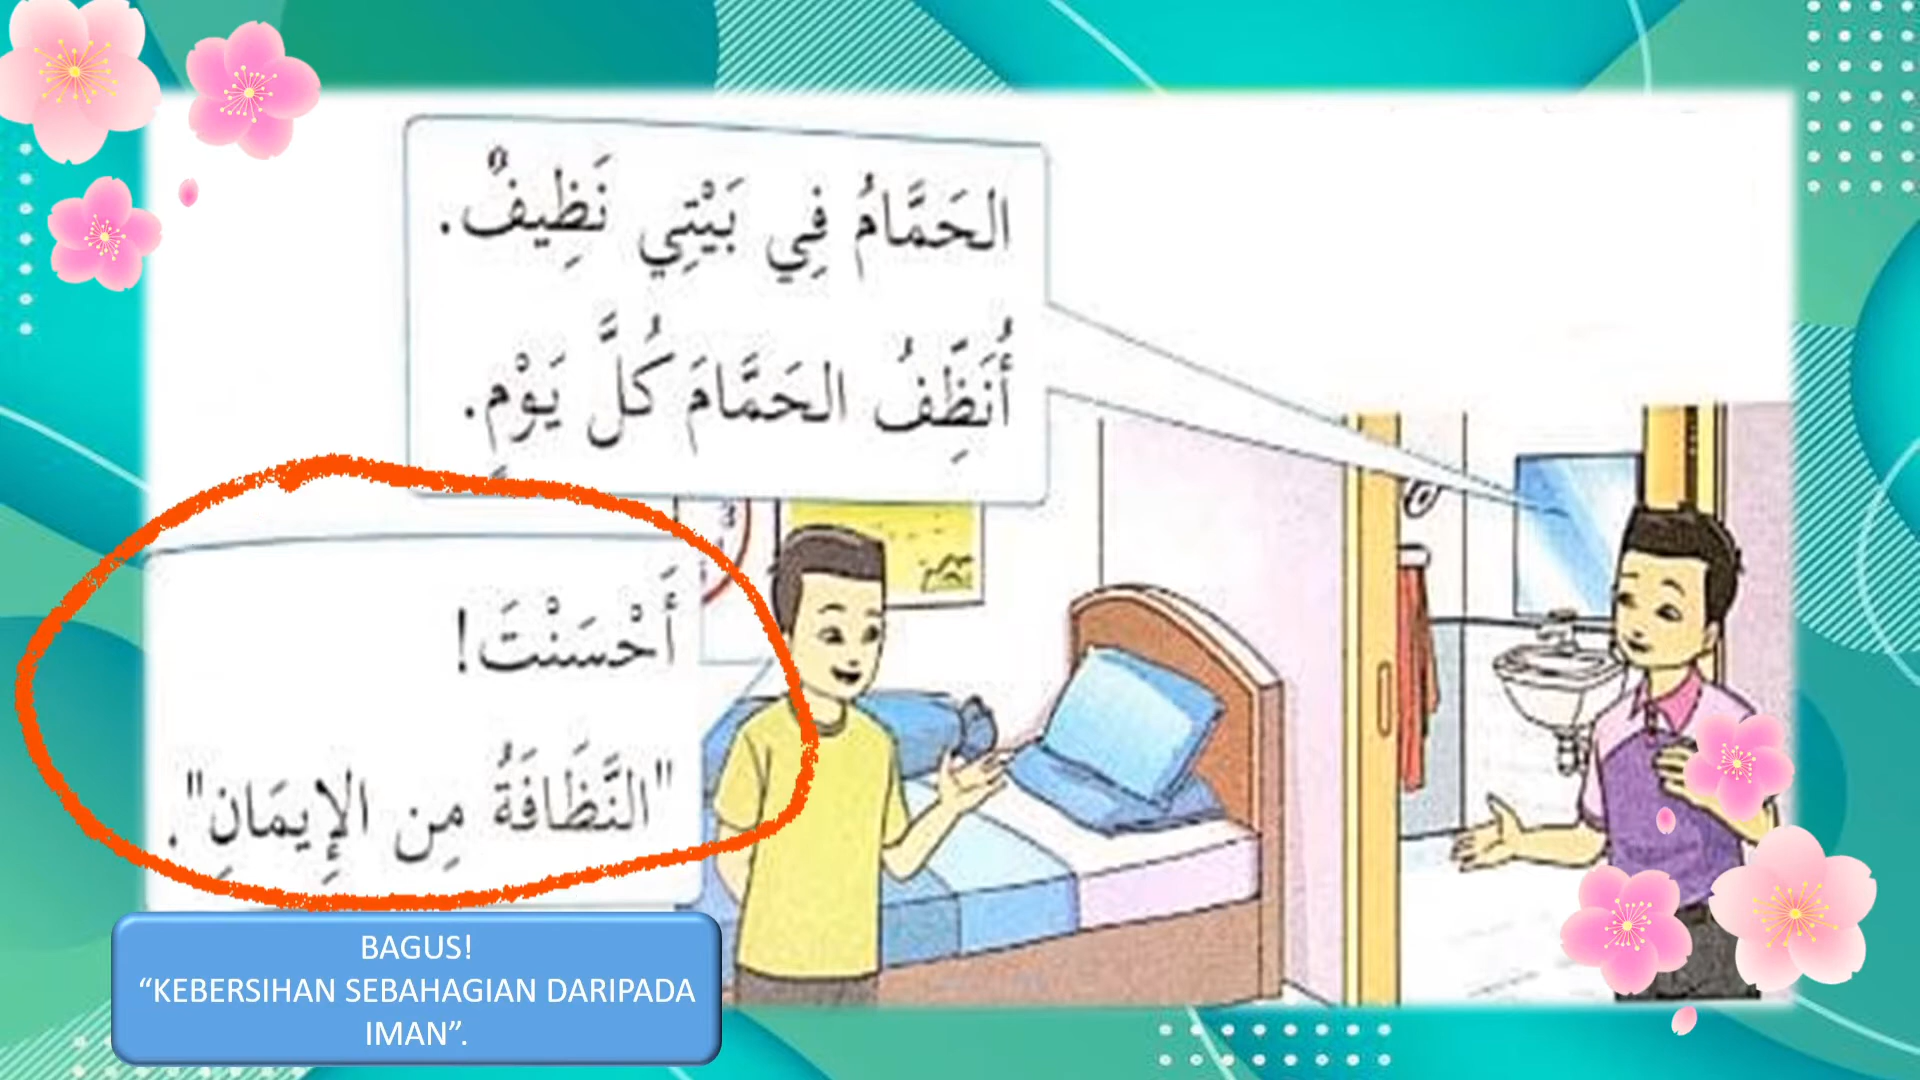 الحَمَّامُ فِي بَيْتِي نَظِيفٌ.
أُنَظِّفُ الحَمَّامَ كُلَّ يَوْمٍ.
أَحْسَنْتَ!
"النَّظَافَةُ مِن الإِيمَانِ".
BAGUS!
“KEBERSIHAN SEBAHAGIAN DARIPADA
IMAN”.